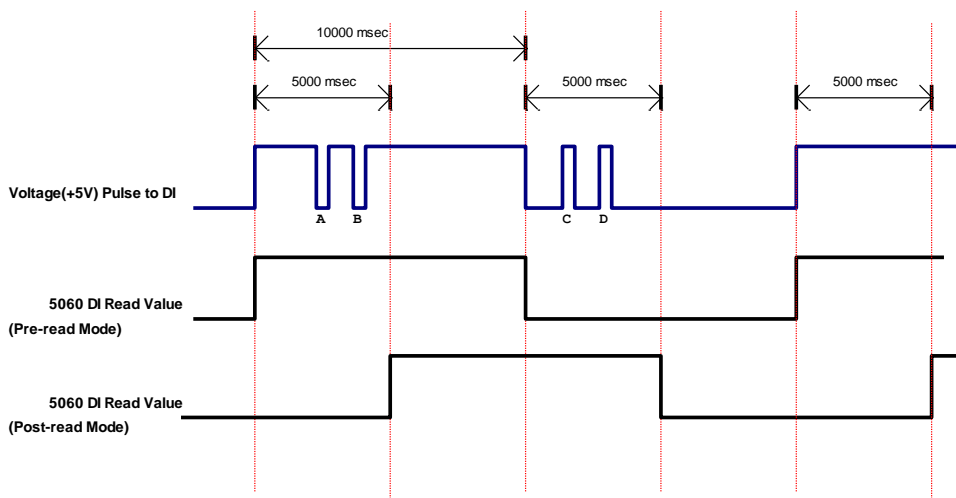 10000 msec
5000 msec
5000 msec
5000 msec
Voltage(+5V) Pulse to DI
A
B
C
D
5060 DI Read Value
(Pre-read Mode)
5060 DI Read Value
(Post-read Mode)